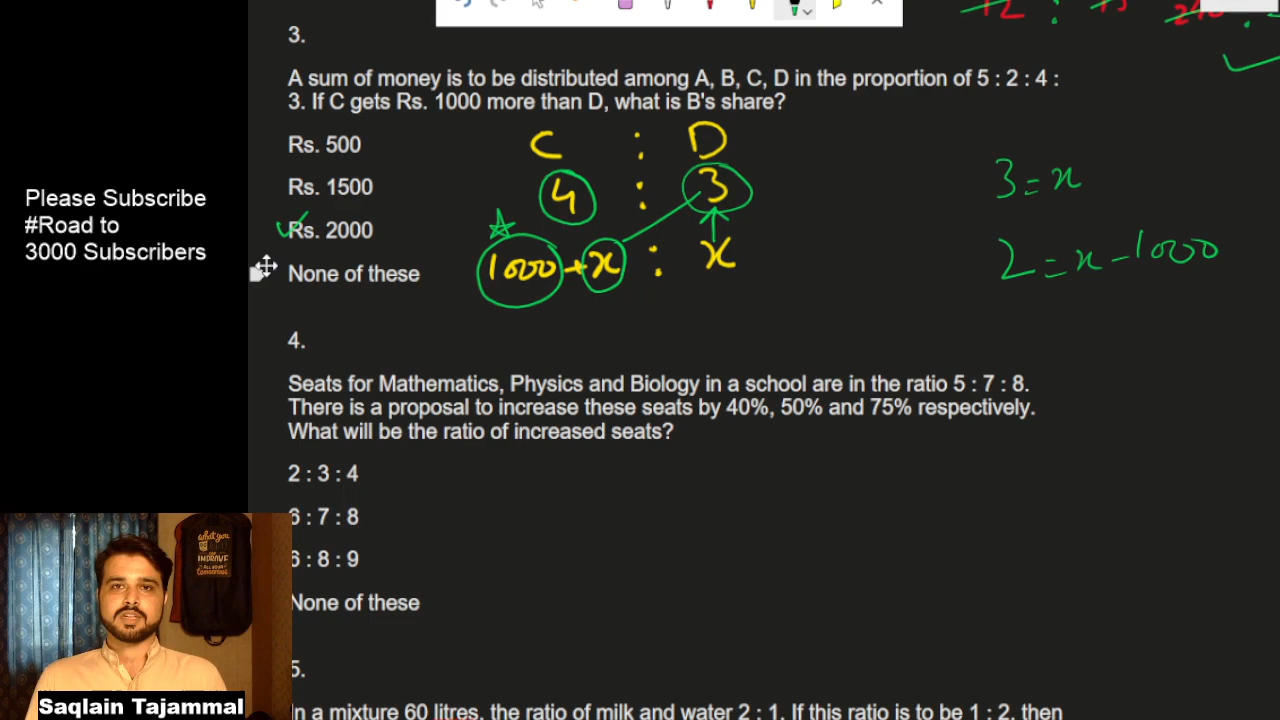 3.
A sum of money is to be distributed among A, B, C, D in the proportion of 5 : 2 : 4 :
3. If C gets Rs. 1000 more than D, what is B's share?
Rs. 500
Rs. 1500
Rs. 2000
None of these
C : D
4 : 3
1000 + x : x
3 = x
2 = x - 1000
Please Subscribe
#Road to
3000 Subscribers
4.
Seats for Mathematics, Physics and Biology in a school are in the ratio 5 : 7 : 8.
There is a proposal to increase these seats by 40%, 50% and 75% respectively.
What will be the ratio of increased seats?
2 : 3 : 4
6 : 7 : 8
6 : 8 : 9
None of these
5.
In a mixture 60 litres, the ratio of milk and water 2 : 1. If this ratio is to be 1 : 2, then
what you
IMPROVE
Saqlain Tajammal